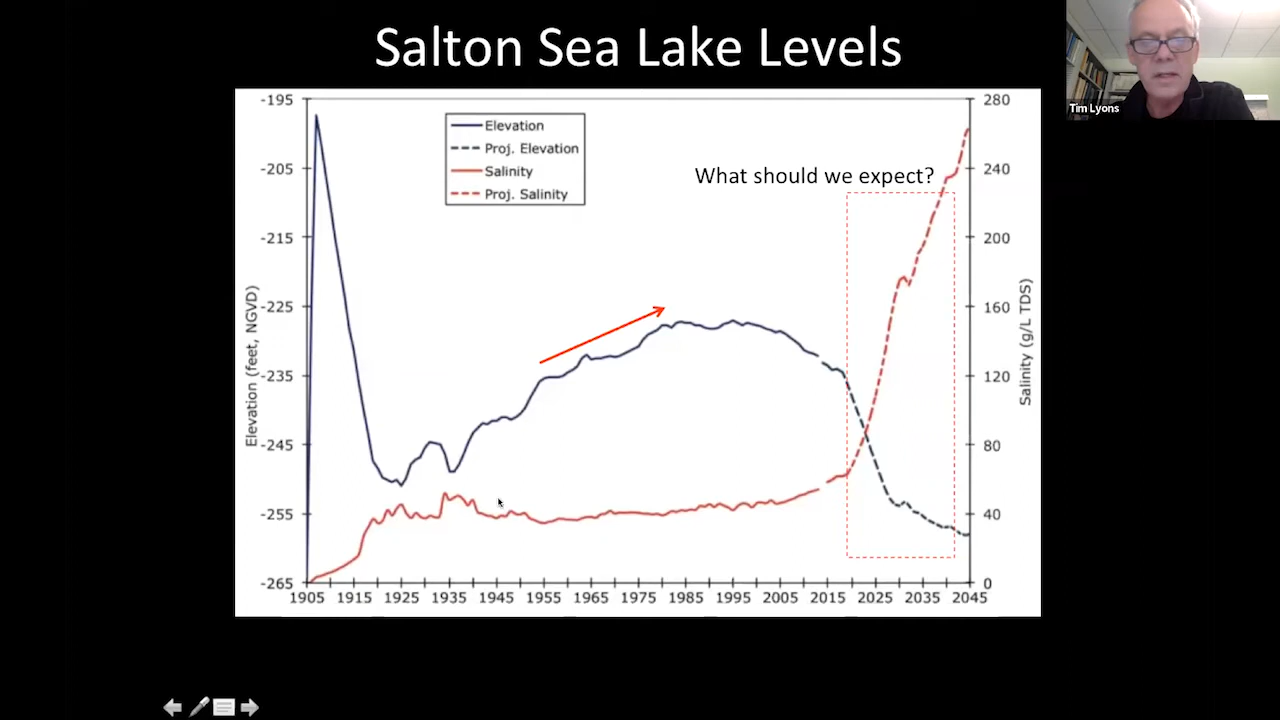 Salton Sea Lake Levels
Tim Lyons
-195
-205
-215
-225
-235
-245
-255
-265
Elevation (feet, NGVD)
Elevation
Proj. Elevation
Salinity
Proj. Salinity
What should we expect?
280
240
200
160
120
80
40
0
Salinity (g/L TDS)
1905 1915 1925 1935 1945 1955 1965 1975 1985 1995 2005 2015 2025 2035 2045